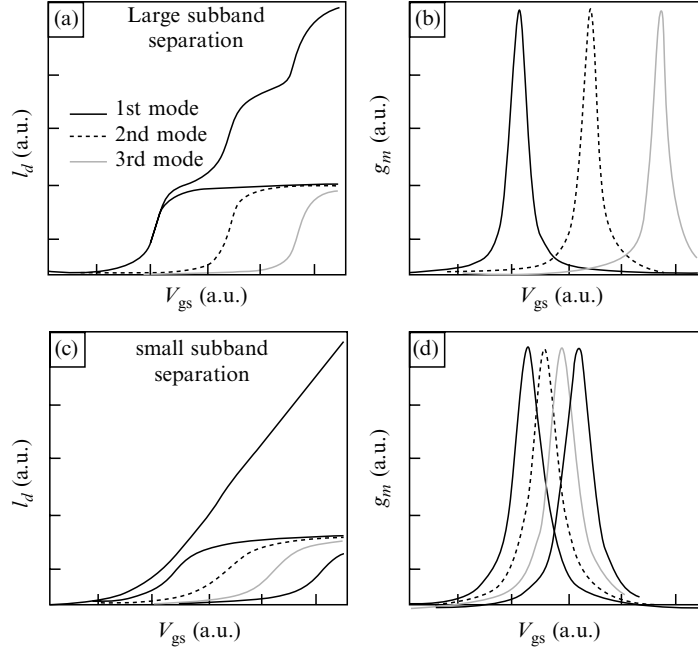 (a)
Large subband
separation
1st mode
2nd mode
3rd mode
I_d (a.u.)
V_gs (a.u.)
(b)
g_m (a.u.)
V_gs (a.u.)
(c)
small subband
separation
I_d (a.u.)
V_gs (a.u.)
(d)
g_m (a.u.)
V_gs (a.u.)